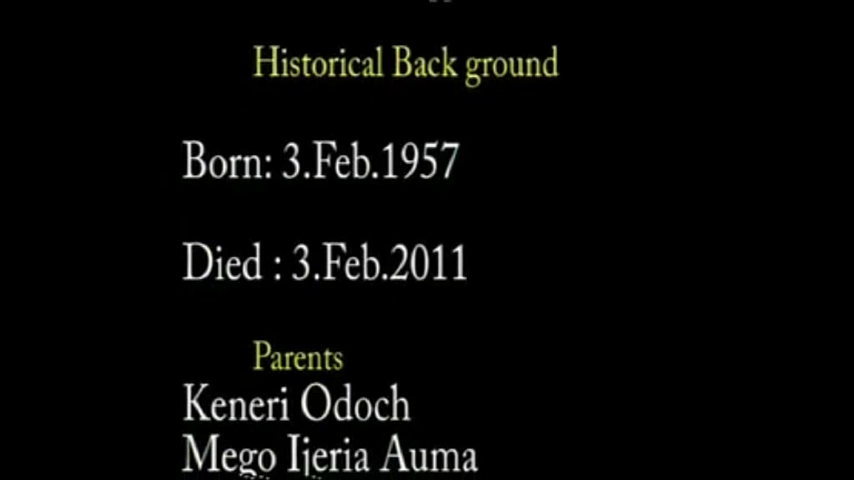 Historical Back ground
Born: 3.Feb.1957
Died : 3.Feb.2011
Parents
Keneri Odoch
Mego Ijeria Auma